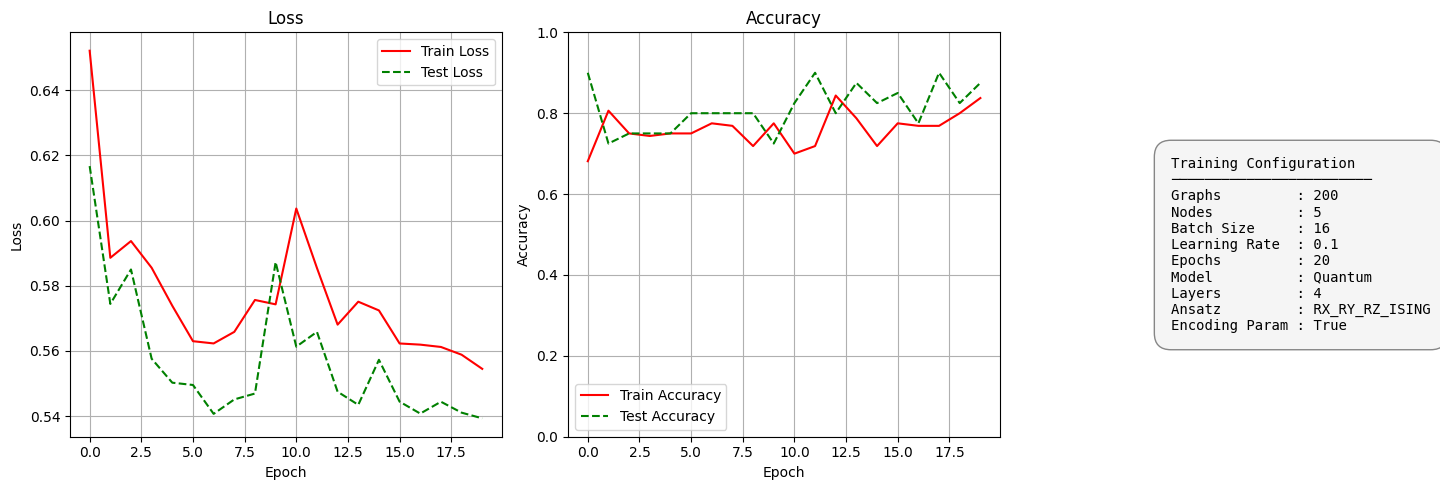 Loss
Train Loss
Test Loss
0.64
0.62
0.60
0.58
0.56
0.54
Loss
0.0 2.5 5.0 7.5 10.0 12.5 15.0 17.5
Epoch
Accuracy
1.0
0.8
0.6
0.4
0.2
0.0
Accuracy
Train Accuracy
Test Accuracy
0.0 2.5 5.0 7.5 10.0 12.5 15.0 17.5
Epoch
Training Configuration
Graphs : 200
Nodes : 5
Batch Size : 16
Learning Rate : 0.1
Epochs : 20
Model : Quantum
Layers : 4
Ansatz : RX_RY_RZ_ISING
Encoding Param : True